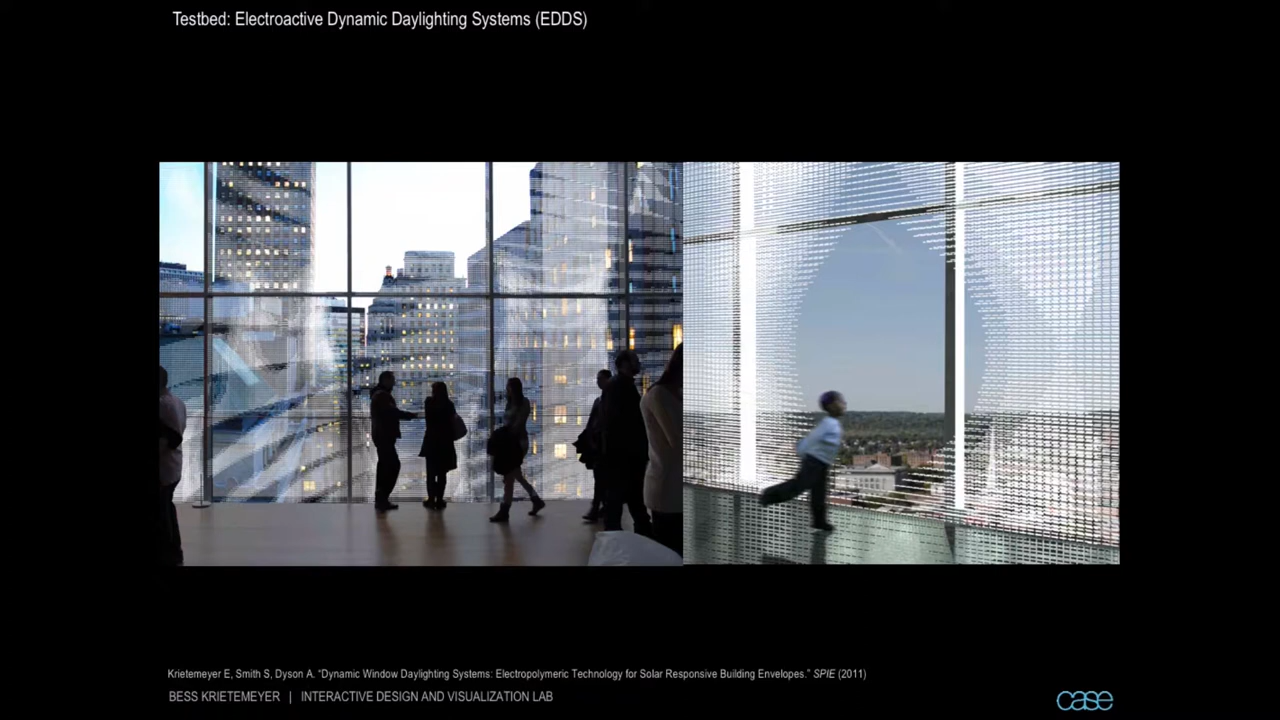 Testbed: Electroactive Dynamic Daylighting Systems (EDDS)
Krietemeyer E, Smith S, Dyson A. “Dynamic Window Daylighting Systems: Electropolymeric Technology for Solar Responsive Building Envelopes.” SPIE (2011)
BESS KRIETEMEYER | INTERACTIVE DESIGN AND VISUALIZATION LAB
case